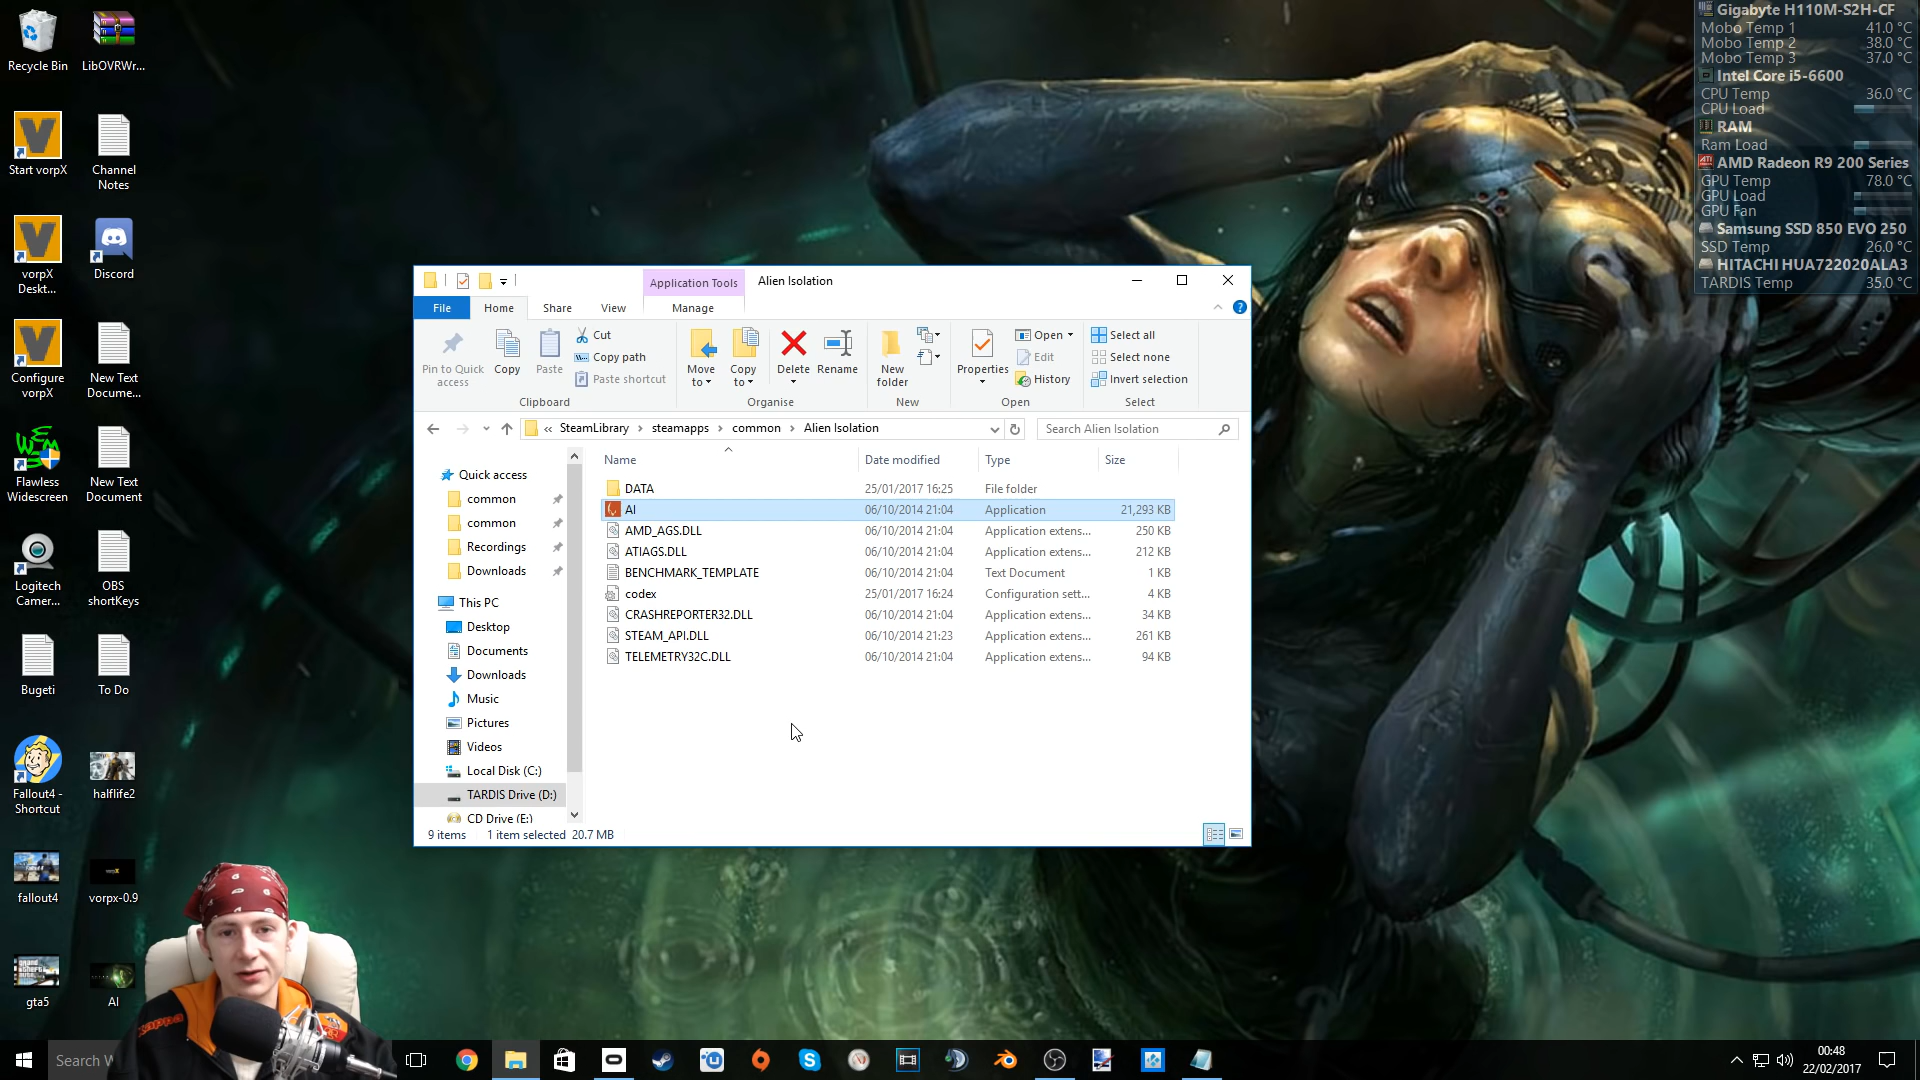 Recycle Bin
LibOVRWr...
Start vorpX
Channel
Notes
vorpX
Deskt...
Discord
Configure
vorpX
New Text
Docume...
Flawless
Widescreen
New Text
Document
Logitech
Camer...
OBS
shortKeys
Bugeti
To Do
Fallout4 -
Shortcut
halflife2
fallout4
vorpx-0.9
gta5
AI
Application Tools
Alien Isolation
File
Home
Share
View
Manage
Pin to Quick
access
Copy
Paste
Cut
Copy path
Paste shortcut
Clipboard
Move
to
Copy
to
Delete
Rename
Organise
New
folder
New
Properties
Open
Edit
History
Open
Select all
Select none
Invert selection
Select
« SteamLibrary > steamapps > common > Alien Isolation
Search Alien Isolation
Quick access
common
common
Recordings
Downloads
This PC
Desktop
Documents
Downloads
Music
Pictures
Videos
Local Disk (C:)
TARDIS Drive (D:)
CD Drive (E:)
Name Date modified Type Size
DATA 25/01/2017 16:25 File folder
AI 06/10/2014 21:04 Application 21,293 KB
AMD_AGS.DLL 06/10/2014 21:04 Application extens... 250 KB
ATIAGS.DLL 06/10/2014 21:04 Application extens... 212 KB
BENCHMARK_TEMPLATE 06/10/2014 21:04 Text Document 1 KB
codex 25/01/2017 16:24 Configuration sett... 4 KB
CRASHREPORTER32.DLL 06/10/2014 21:04 Application extens... 34 KB
STEAM_API.DLL 06/10/2014 21:23 Application extens... 261 KB
TELEMETRY32C.DLL 06/10/2014 21:04 Application extens... 94 KB
9 items 1 item selected 20.7 MB
Gigabyte H110M-S2H-CF
Mobo Temp 1 41.0 °C
Mobo Temp 2 38.0 °C
Mobo Temp 3 37.0 °C
Intel Core i5-6600
CPU Temp 36.0 °C
CPU Load
RAM
Ram Load
AMD Radeon R9 200 Series
GPU Temp 78.0 °C
GPU Load
GPU Fan
Samsung SSD 850 EVO 250
SSD Temp 26.0 °C
HITACHI HUA722020ALA3
TARDIS Temp 35.0 °C
Search
00:48
22/02/2017